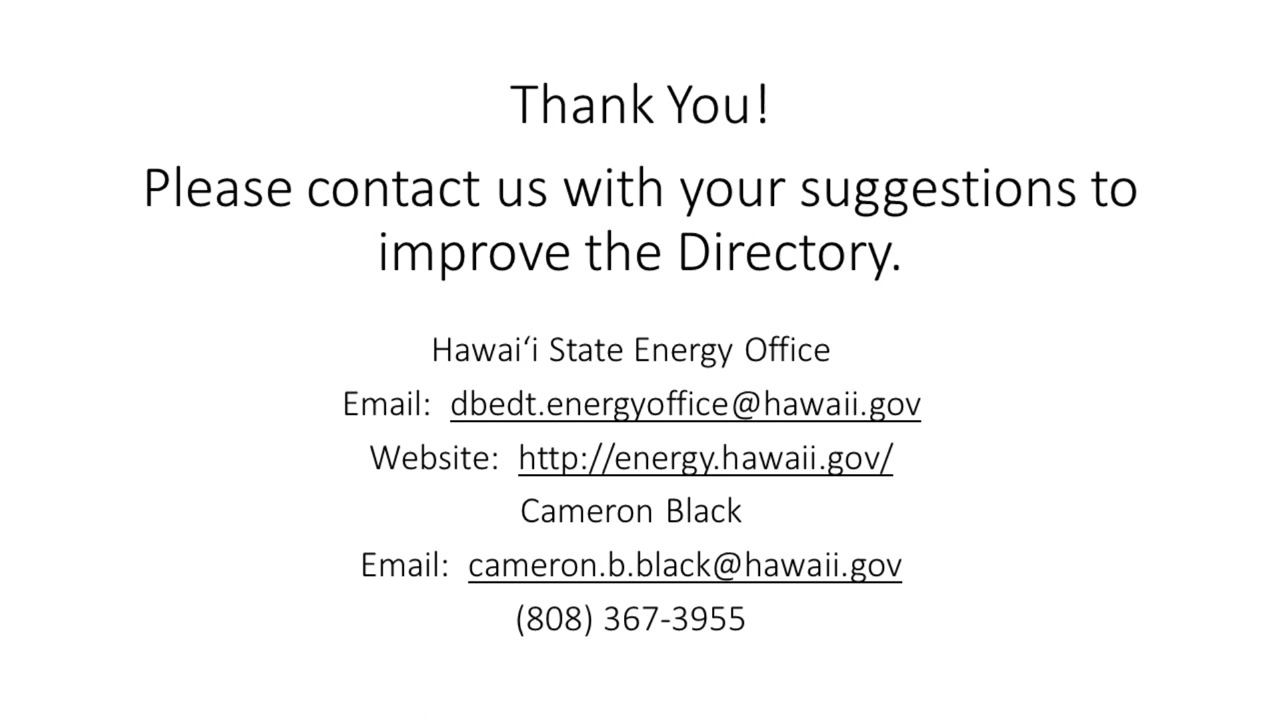 Thank You!
Please contact us with your suggestions to
improve the Directory.
Hawaiʻi State Energy Office
Email: dbedt.energyoffice@hawaii.gov
Website: http://energy.hawaii.gov/
Cameron Black
Email: cameron.b.black@hawaii.gov
(808) 367-3955